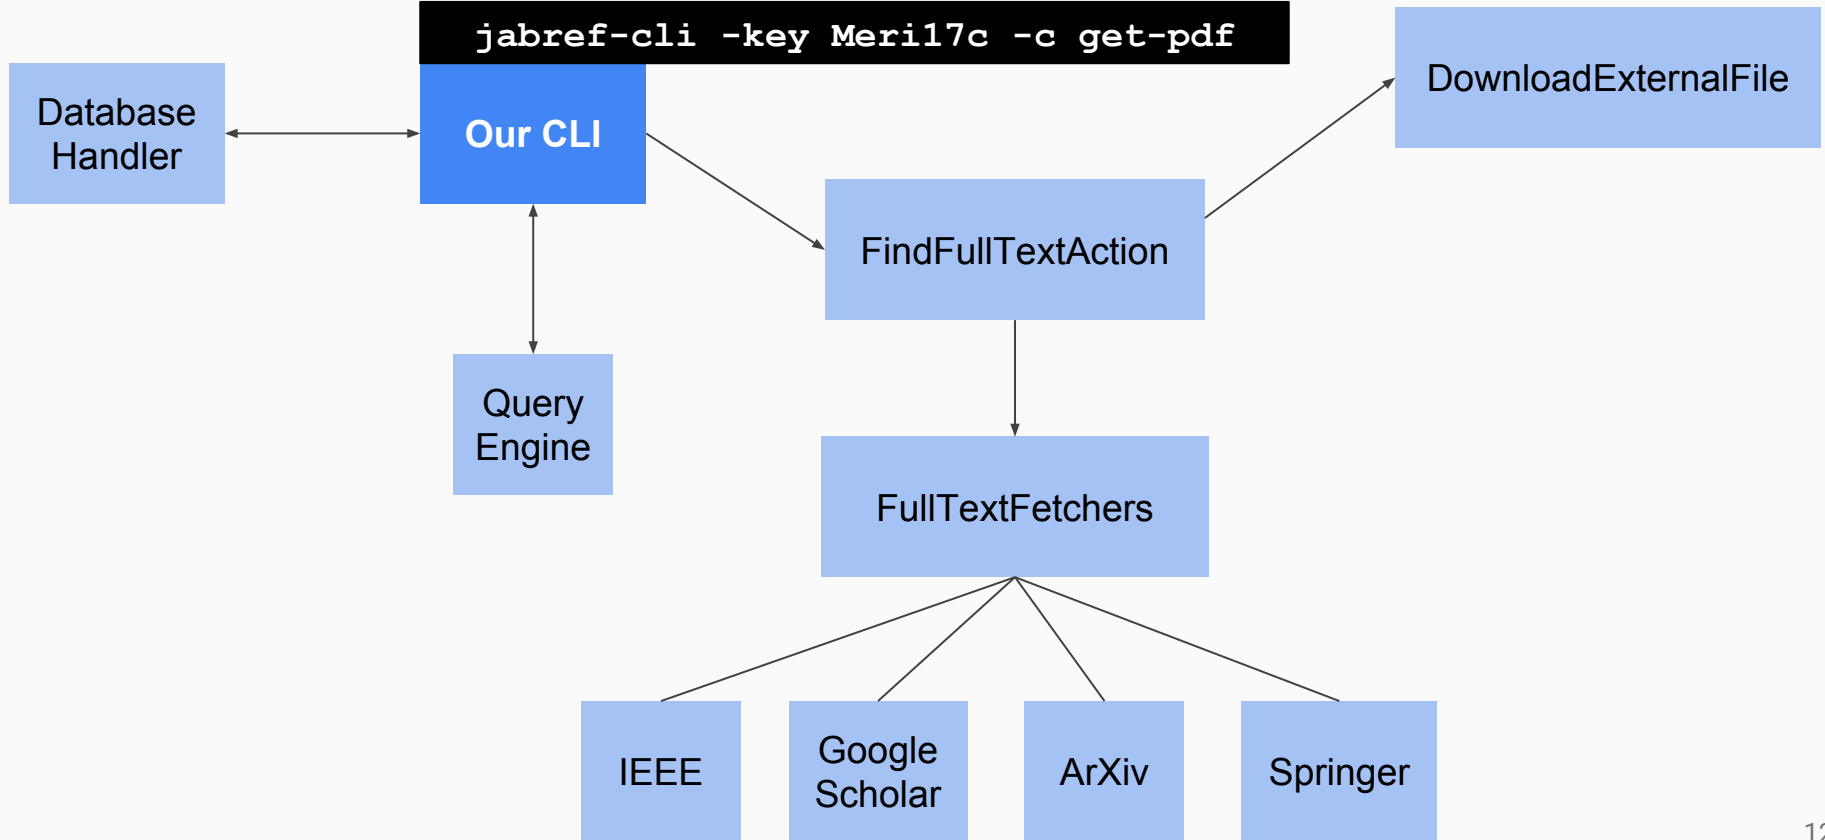 jabref-cli -key Meri17c -c get-pdf
Database
Handler
Our CLI
DownloadExternalFile
FindFullTextAction
Query
Engine
FullTextFetchers
IEEE
Google
Scholar
ArXiv
Springer